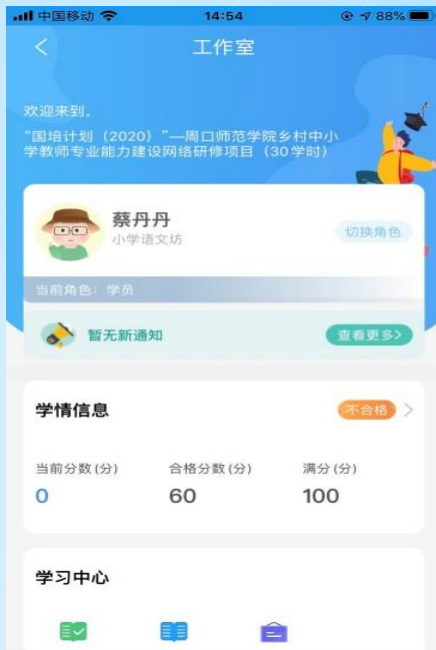 中国移动 14:54 88%
工作室
欢迎来到，
“国培计划（2020）”—周口师范学院乡村中小
学教师专业能力建设网络研修项目（30学时）
蔡丹丹
小学语文坊
切换角色
当前角色：学员
暂无新通知 查看更多>
学情信息 不合格 >
当前分数(分) 合格分数(分) 满分(分)
0 60 100
学习中心